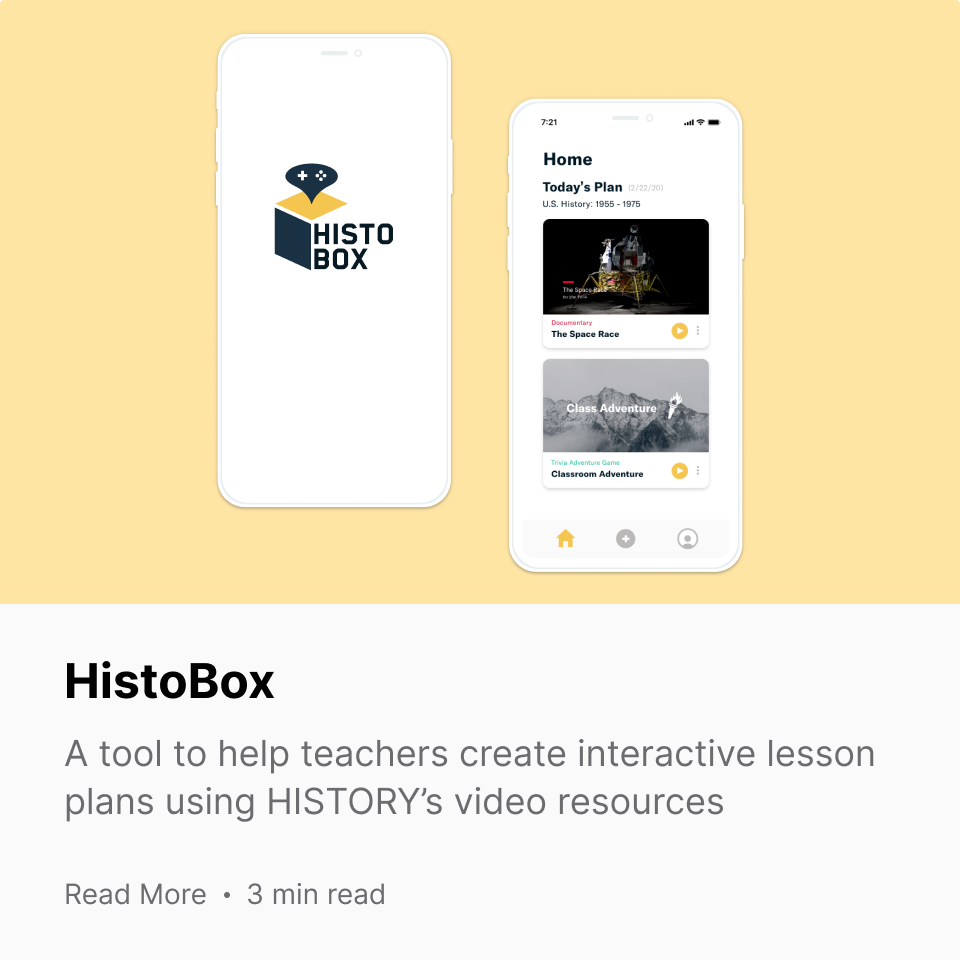 HISTO
BOX
7:21
Home
Today's Plan (2/22/20)
U.S. History: 1955 - 1975
The Space Race
Documentary
The Space Race
Class Adventure
Trivia Adventure Game
Classroom Adventure
HistoBox
A tool to help teachers create interactive lesson
plans using HISTORY's video resources
Read More • 3 min read